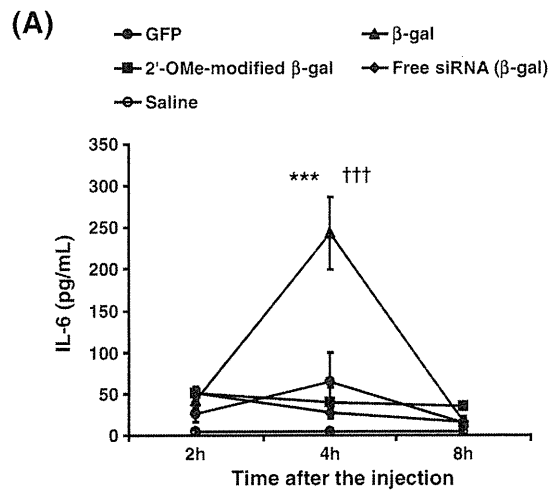 (A)
GFP
β-gal
2'-OMe-modified β-gal
Free siRNA (β-gal)
Saline
350
300
250
200
150
100
50
0
IL-6 (pg/mL)
*** †††
2h 4h 8h
Time after the injection